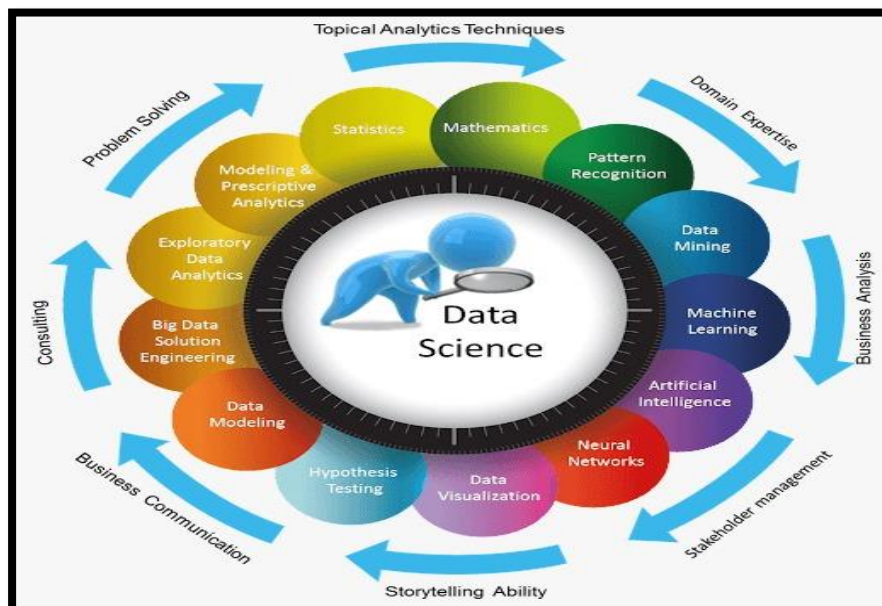 Topical Analytics Techniques
Domain Expertise
Business Analysis
Stakeholder management
Storytelling Ability
Business Communication
Consulting
Problem Solving
Statistics
Mathematics
Pattern
Recognition
Data
Mining
Machine
Learning
Artificial
Intelligence
Neural
Networks
Data
Visualization
Hypothesis
Testing
Data
Modeling
Big Data
Solution
Engineering
Exploratory
Data
Analytics
Modeling &
Prescriptive
Analytics
Data
Science